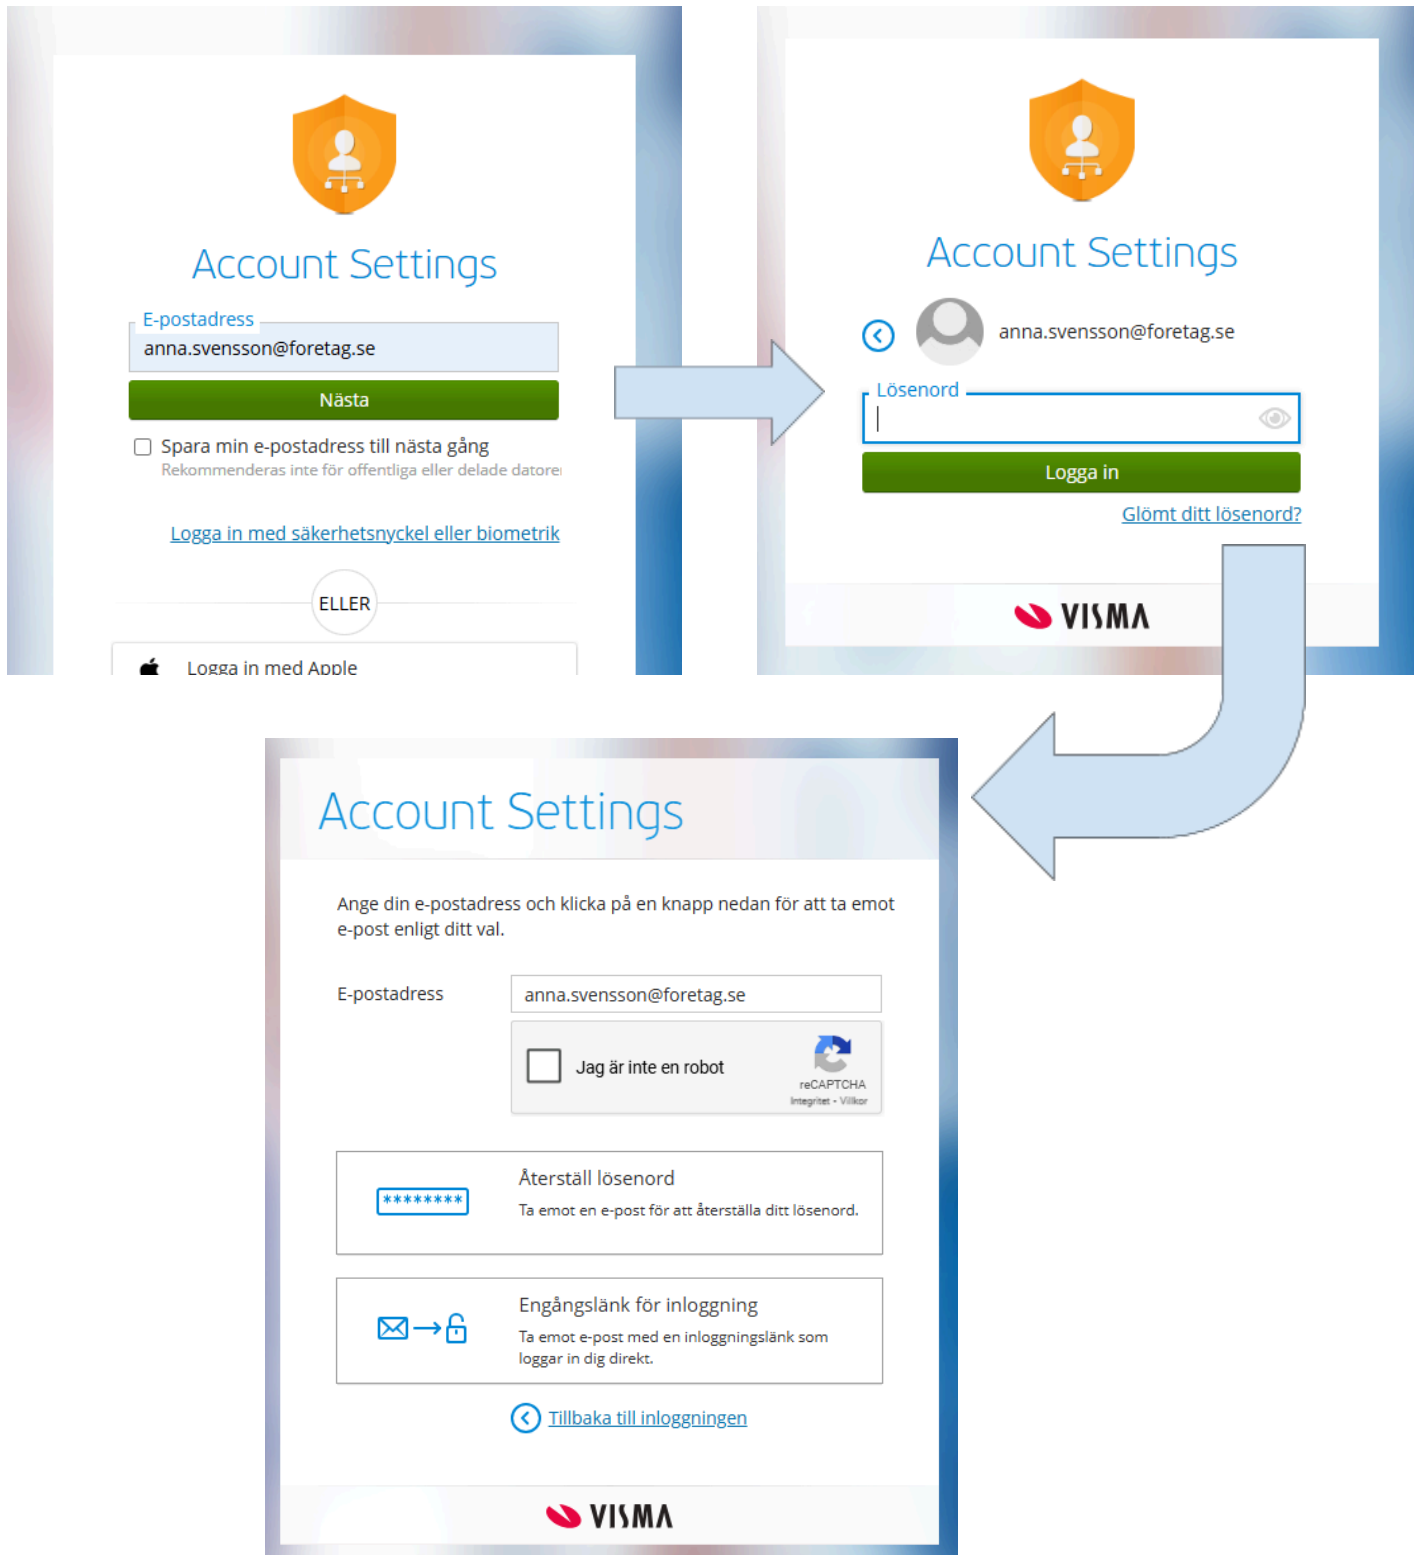 Account Settings
E-postadress
anna.svensson@foretag.se
Nästa
Spara min e-postadress till nästa gång
Rekommenderas inte för offentliga eller delade datorer
Logga in med säkerhetsnyckel eller biometrik
ELLER
Logga in med Apple
Account Settings
anna.svensson@foretag.se
Lösenord
Logga in
Glömt ditt lösenord?
VISMA
Account Settings
Ange din e-postadress och klicka på en knapp nedan för att ta emot
e-post enligt ditt val.
E-postadress
anna.svensson@foretag.se
Jag är inte en robot
reCAPTCHA
Integritet - Villkor
Återställ lösenord
********
Ta emot en e-post för att återställa ditt lösenord.
Engångslänk för inloggning
Ta emot e-post med en inloggningslänk som
loggar in dig direkt.
Tillbaka till inloggningen
VISMA